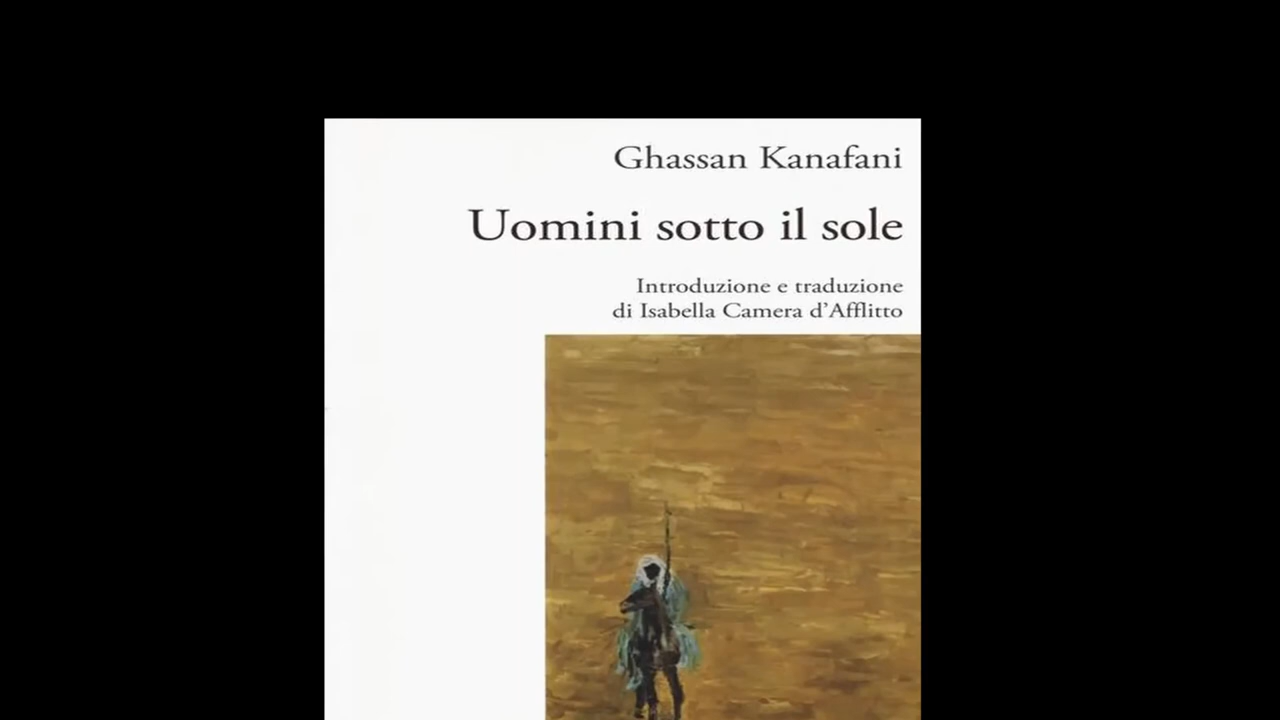 Ghassan Kanafani
Uomini sotto il sole
Introduzione e traduzione
di Isabella Camera d'Afflitto